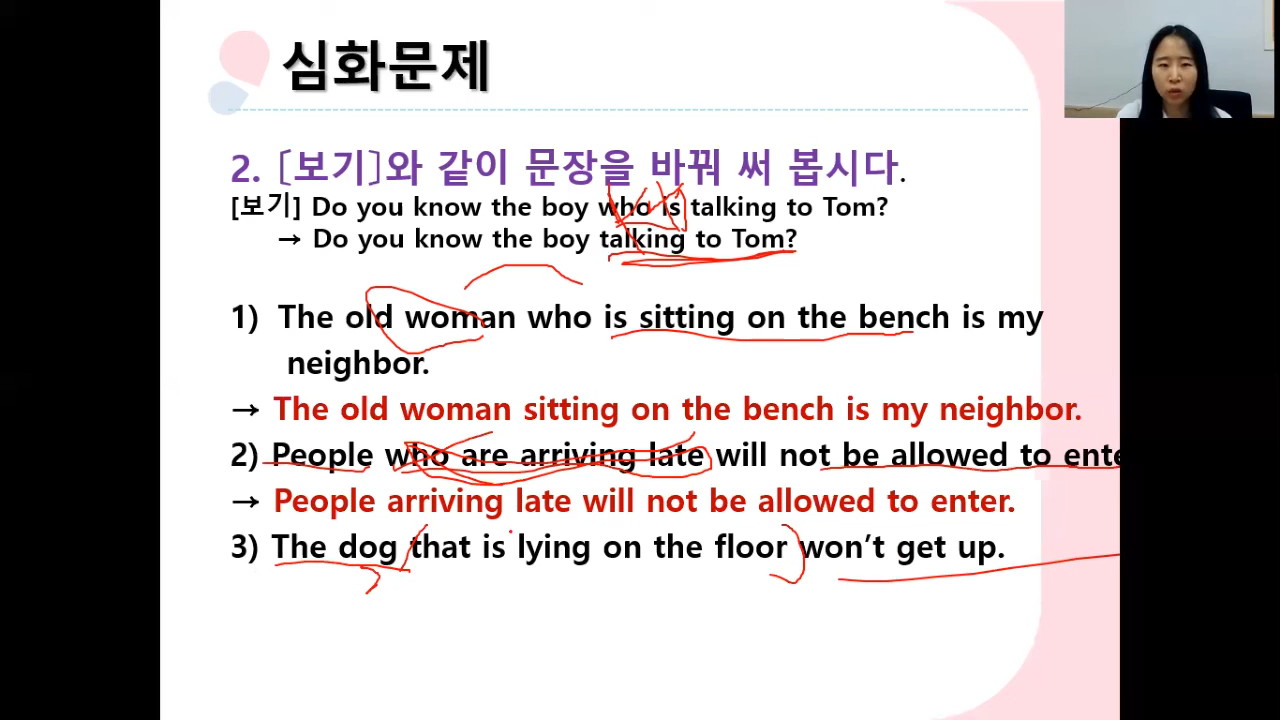 심화문제
2. [보기]와 같이 문장을 바꿔 써 봅시다.
[보기] Do you know the boy who is talking to Tom?
→ Do you know the boy talking to Tom?
1) The old woman who is sitting on the bench is my
neighbor.
→ The old woman sitting on the bench is my neighbor.
2) People who are arriving late will not be allowed to ente
→ People arriving late will not be allowed to enter.
3) The dog that is lying on the floor won't get up.